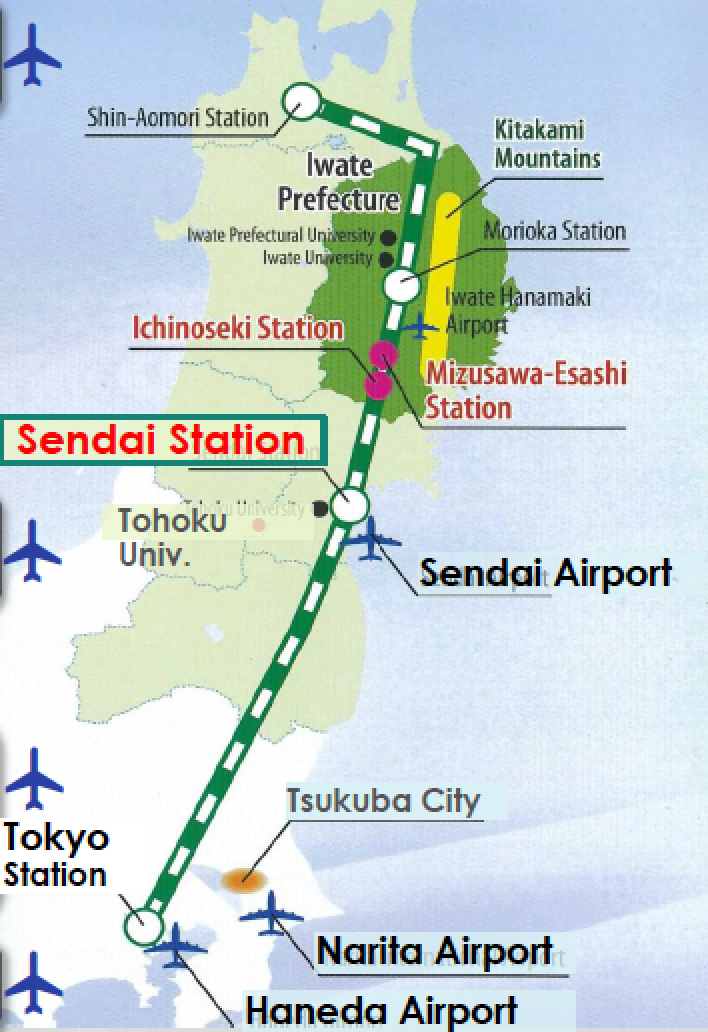 Shin-Aomori Station
Kitakami
Mountains
Iwate
Prefecture
Iwate Prefectural University
Iwate University
Morioka Station
Iwate Hanamaki
Airport
Ichinoseki Station
Mizusawa-Esashi
Station
Sendai Station
Tohoku University
Tohoku
Univ.
Sendai Airport
Tsukuba City
Tokyo
Station
Narita Airport
Haneda Airport